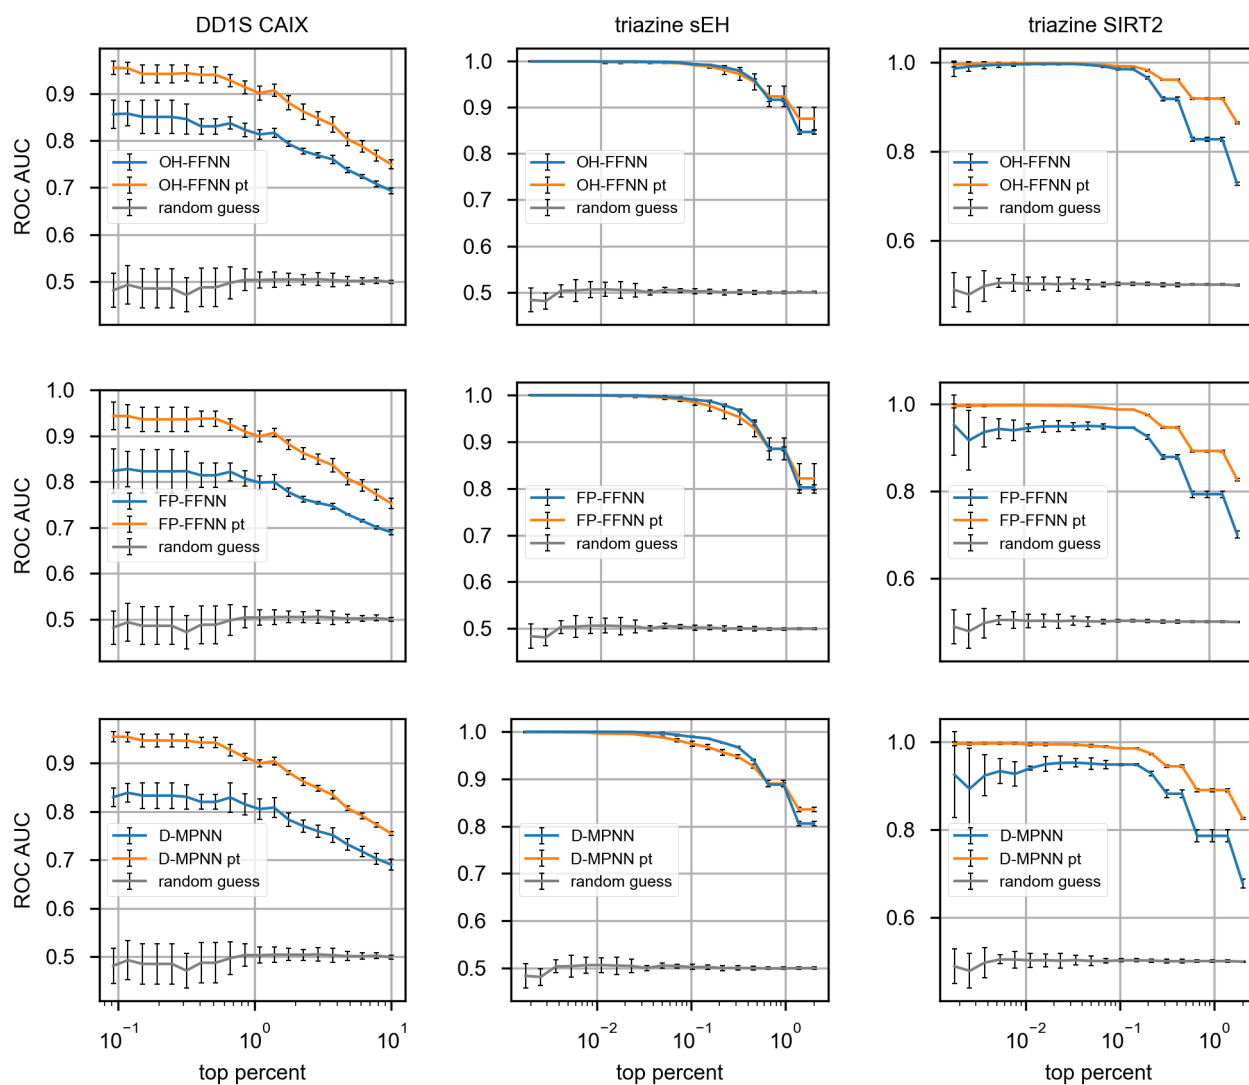 DD1S CAIX
triazine sEH
triazine SIRT2
ROC AUC
0.9
0.8
0.7
0.6
0.5
OH-FFNN
OH-FFNN pt
random guess
1.0
0.9
0.8
0.7
0.6
0.5
OH-FFNN
OH-FFNN pt
random guess
1.0
0.8
0.6
OH-FFNN
OH-FFNN pt
random guess
ROC AUC
1.0
0.9
0.8
0.7
0.6
0.5
FP-FFNN
FP-FFNN pt
random guess
1.0
0.9
0.8
0.7
0.6
0.5
FP-FFNN
FP-FFNN pt
random guess
1.0
0.8
0.6
FP-FFNN
FP-FFNN pt
random guess
ROC AUC
0.9
0.8
0.7
0.6
0.5
D-MPNN
D-MPNN pt
random guess
10⁻¹
10⁰
10¹
top percent
1.0
0.9
0.8
0.7
0.6
0.5
D-MPNN
D-MPNN pt
random guess
10⁻²
10⁻¹
10⁰
top percent
1.0
0.8
0.6
D-MPNN
D-MPNN pt
random guess
10⁻²
10⁻¹
10⁰
top percent